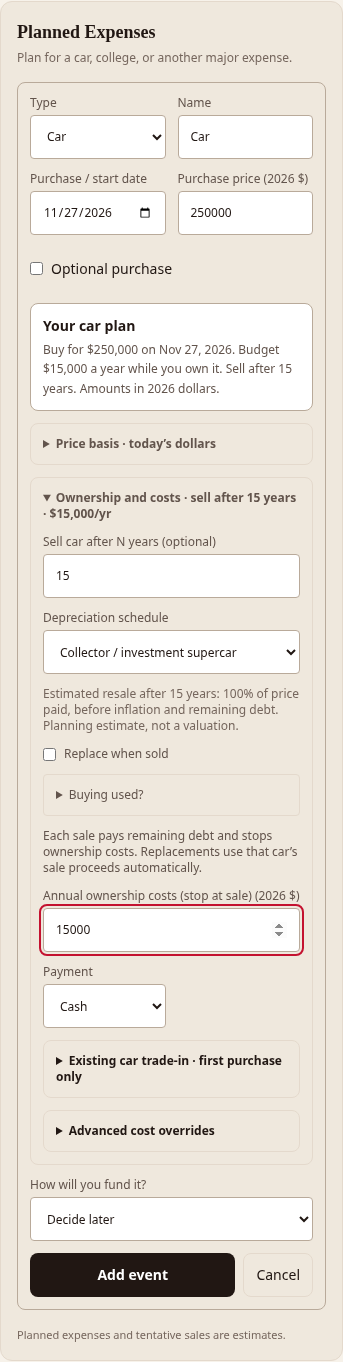 Planned Expenses
Plan for a car, college, or another major expense.
Type
Name
Car
Car
Purchase / start date
Purchase price (2026 $)
11/27/2026
250000
Optional purchase
Your car plan
Buy for $250,000 on Nov 27, 2026. Budget
$15,000 a year while you own it. Sell after 15
years. Amounts in 2026 dollars.
Price basis · today's dollars
Ownership and costs · sell after 15 years
· $15,000/yr
Sell car after N years (optional)
15
Depreciation schedule
Collector / investment supercar
Estimated resale after 15 years: 100% of price
paid, before inflation and remaining debt.
Planning estimate, not a valuation.
Replace when sold
Buying used?
Each sale pays remaining debt and stops
ownership costs. Replacements use that car's
sale proceeds automatically.
Annual ownership costs (stop at sale) (2026 $)
15000
Payment
Cash
Existing car trade-in · first purchase
only
Advanced cost overrides
How will you fund it?
Decide later
Add event
Cancel
Planned expenses and tentative sales are estimates.